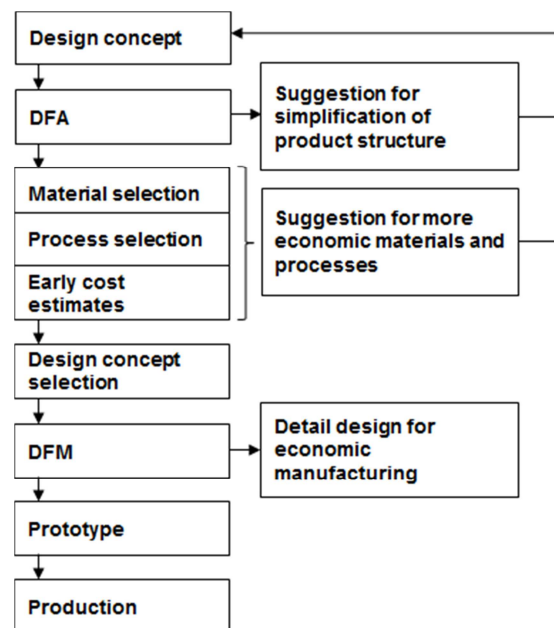 Design concept
DFA
Suggestion for
simplification of
product structure
Material selection
Process selection
Early cost
estimates
Suggestion for more
economic materials and
processes
Design concept
selection
DFM
Detail design for
economic
manufacturing
Prototype
Production